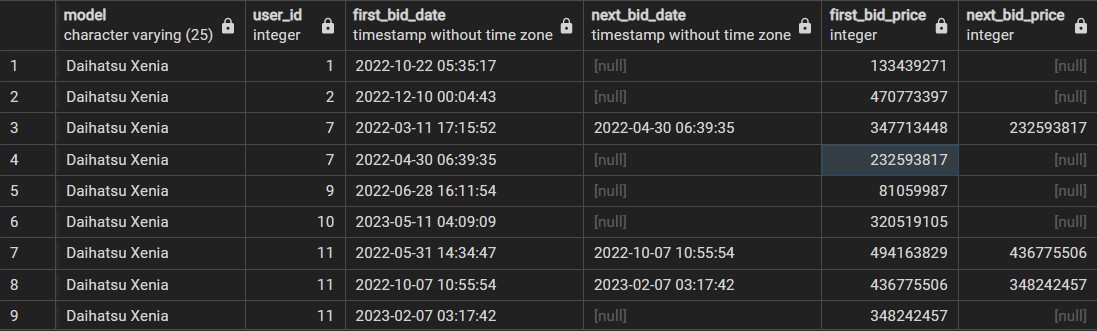 model user_id first_bid_date next_bid_date first_bid_price next_bid_price
character varying (25) integer timestamp without time zone timestamp without time zone integer integer
1 Daihatsu Xenia 1 2022-10-22 05:35:17 [null] 133439271 [null]
2 Daihatsu Xenia 2 2022-12-10 00:04:43 [null] 470773397 [null]
3 Daihatsu Xenia 7 2022-03-11 17:15:52 2022-04-30 06:39:35 347713448 232593817
4 Daihatsu Xenia 7 2022-04-30 06:39:35 [null] 232593817 [null]
5 Daihatsu Xenia 9 2022-06-28 16:11:54 [null] 81059987 [null]
6 Daihatsu Xenia 10 2023-05-11 04:09:09 [null] 320519105 [null]
7 Daihatsu Xenia 11 2022-05-31 14:34:47 2022-10-07 10:55:54 494163829 436775506
8 Daihatsu Xenia 11 2022-10-07 10:55:54 2023-02-07 03:17:42 436775506 348242457
9 Daihatsu Xenia 11 2023-02-07 03:17:42 [null] 348242457 [null]